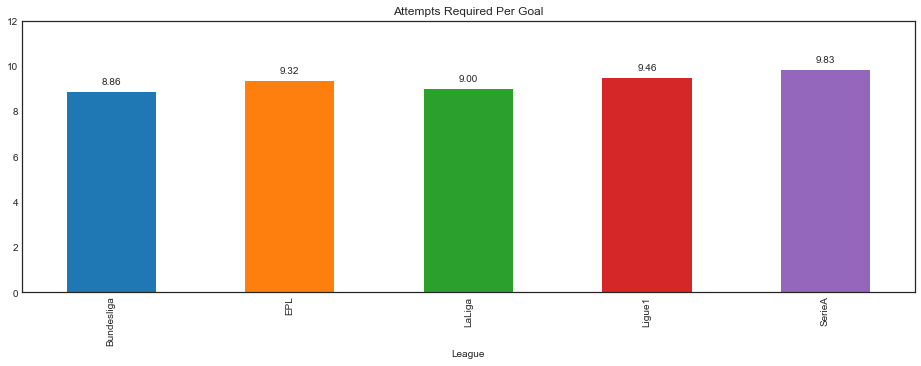 Attempts Required Per Goal
12
10
8
6
4
2
0
8.86
9.32
9.00
9.46
9.83
Bundesliga
EPL
LaLiga
Ligue1
SerieA
League